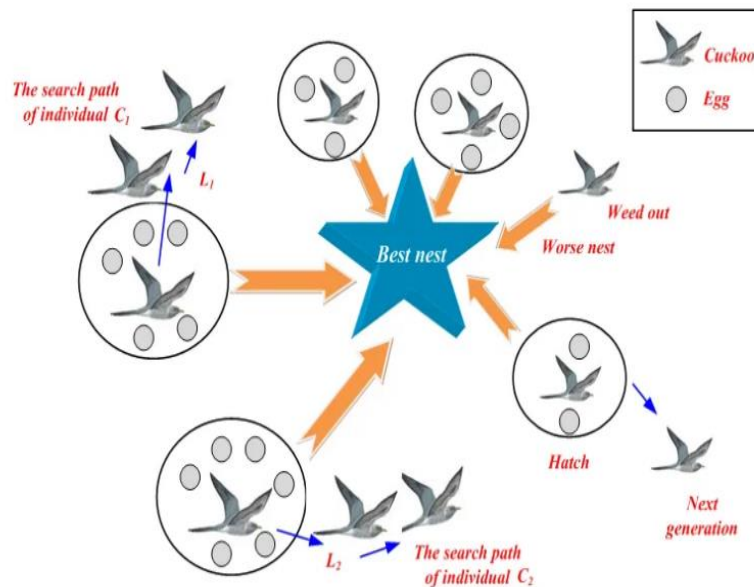 Cuckoo
Egg
The search path
of individual C1
L1
Weed out
Best nest
Worse nest
Hatch
Next
generation
L2
The search path
of individual C2